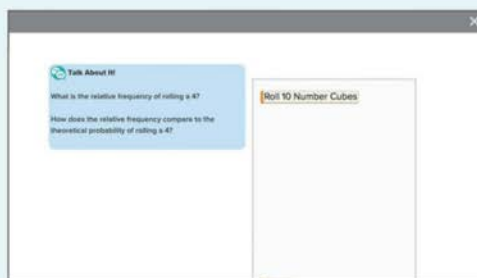 Talk About It!
What is the relative frequency of rolling a 4?
How does the relative frequency compare to the
theoretical probability of rolling a 4?
Roll 10 Number Cubes